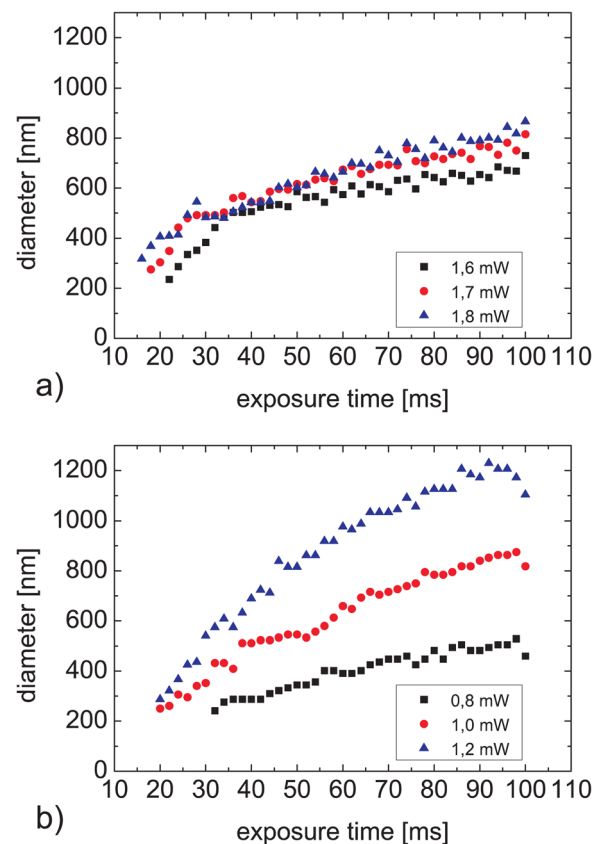 1200
1000
800
600
400
200
0
diameter [nm]
1,6 mW
1,7 mW
1,8 mW
10 20 30 40 50 60 70 80 90 100 110
exposure time [ms]
a)
1200
1000
800
600
400
200
0
diameter [nm]
0,8 mW
1,0 mW
1,2 mW
10 20 30 40 50 60 70 80 90 100 110
exposure time [ms]
b)